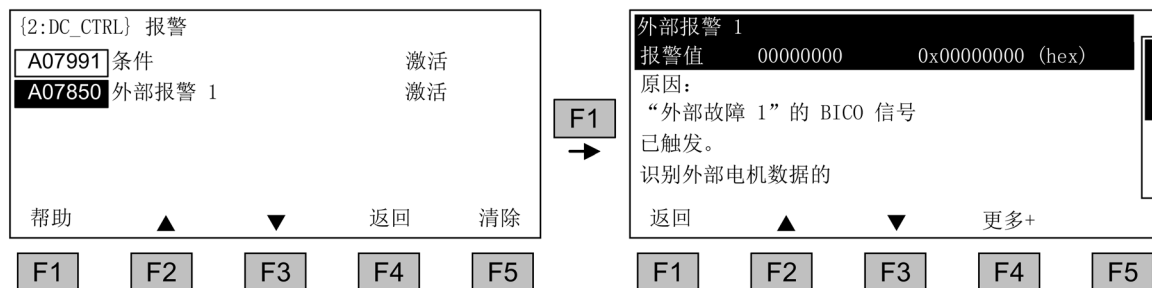 {2:DC_CTRL} 报警
A07991 条件 激活
A07850 外部报警 1 激活
帮助 ▲ ▼ 返回 清除
F1 F2 F3 F4 F5
F1
外部报警 1
报警值 00000000 0x00000000 (hex)
原因:
“外部故障 1”的 BICO 信号
已触发。
识别外部电机数据的
返回 ▲ ▼ 更多+
F1 F2 F3 F4 F5